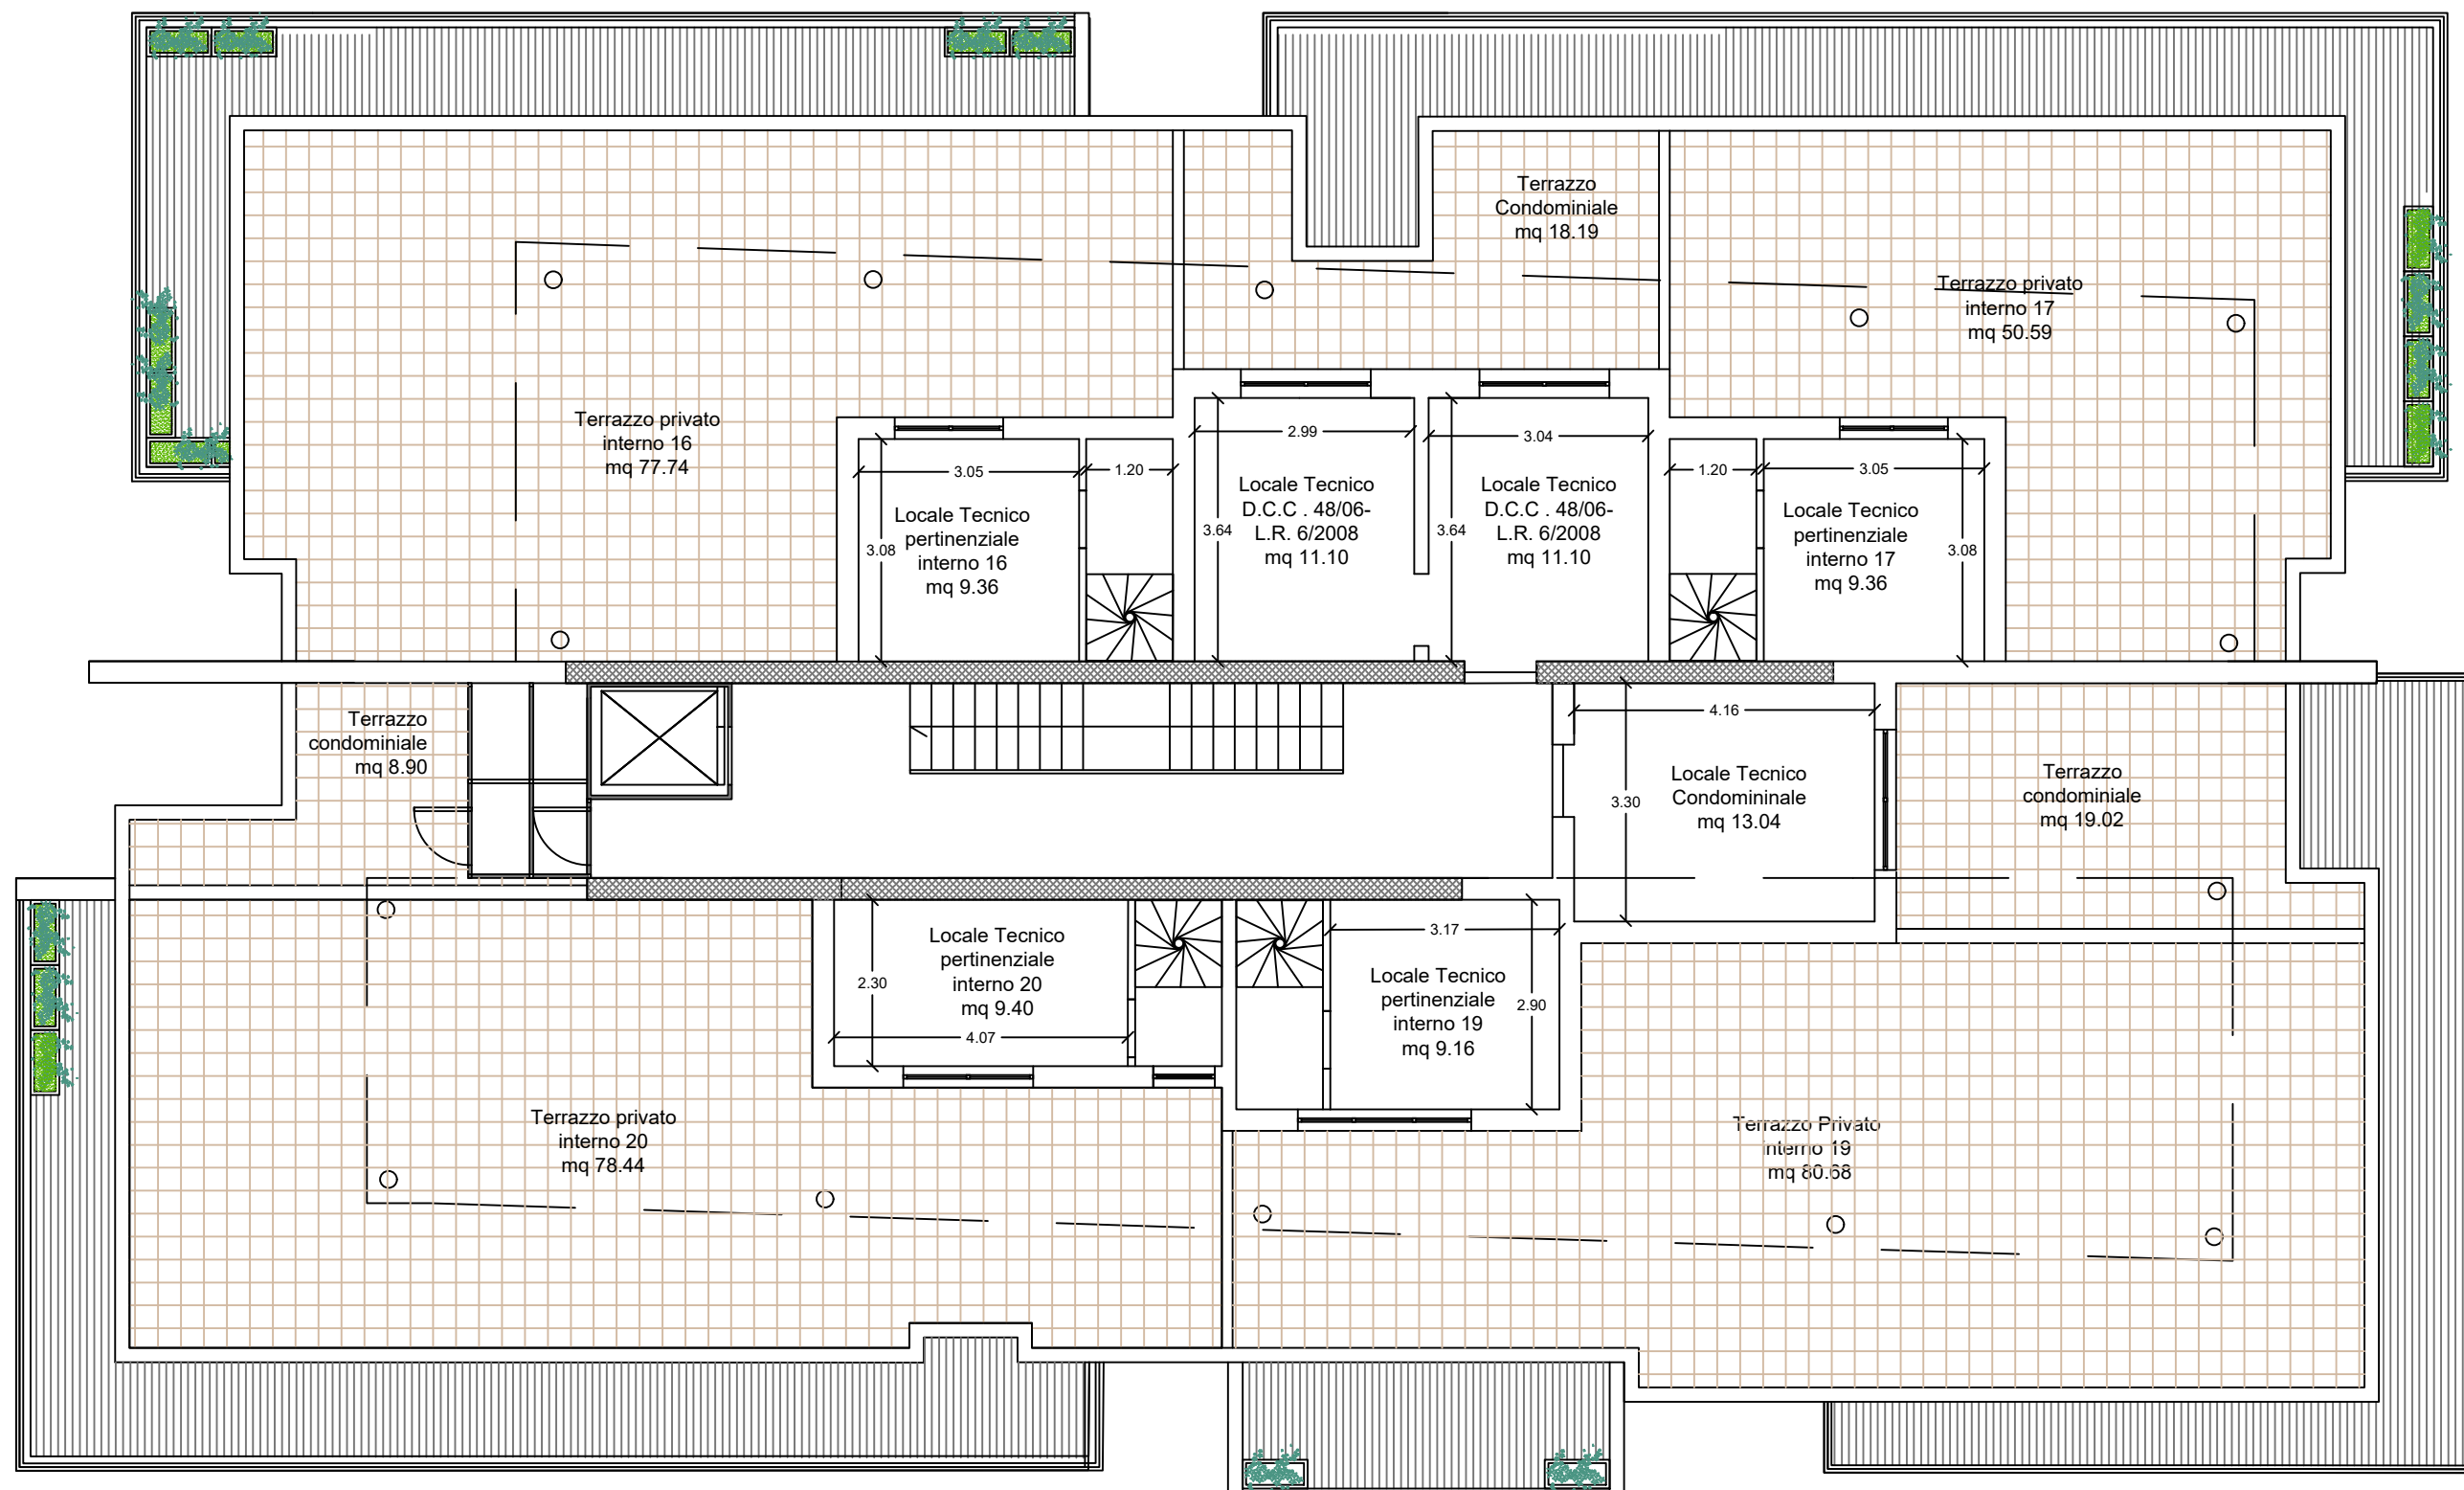 Terrazzo
Condominiale
mq 18.19
Terrazzo privato
interno 17
mq 50.59
Terrazzo privato
interno 16
mq 77.74
3.05
3.08
Locale Tecnico
pertinenziale
interno 16
mq 9.36
1.20
2.99
3.64
Locale Tecnico
D.C.C . 48/06-
L.R. 6/2008
mq 11.10
3.04
3.64
Locale Tecnico
D.C.C . 48/06-
L.R. 6/2008
mq 11.10
1.20
3.05
3.08
Locale Tecnico
pertinenziale
interno 17
mq 9.36
Terrazzo
condominiale
mq 8.90
4.16
3.30
Locale Tecnico
Condomininale
mq 13.04
Terrazzo
condominiale
mq 19.02
Locale Tecnico
pertinenziale
interno 20
mq 9.40
2.30
4.07
3.17
Locale Tecnico
pertinenziale
interno 19
mq 9.16
2.90
Terrazzo privato
interno 20
mq 78.44
Terrazzo Privato
interno 19
mq 80.68